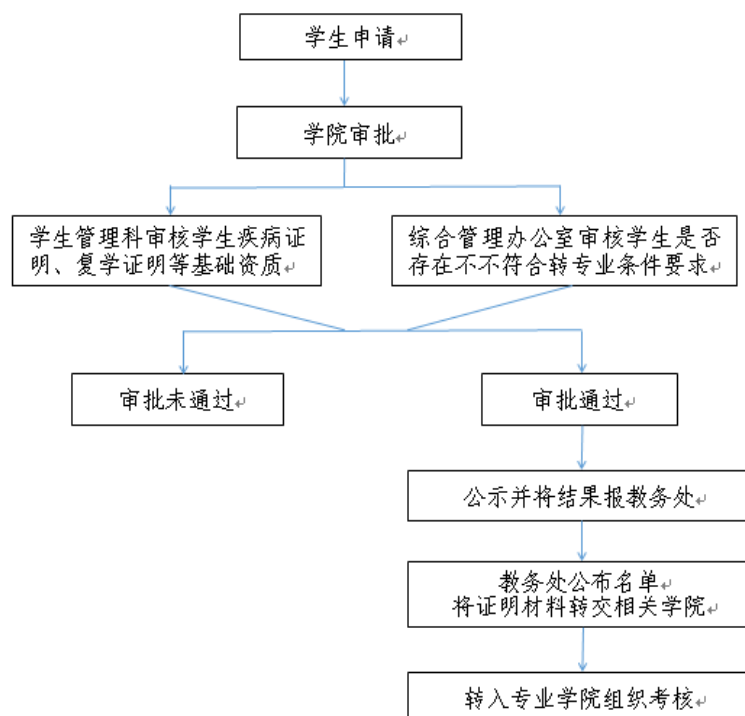 学生申请↵
学院审批↵
学生管理科审核学生疾病证
明、复学证明等基础资质↵
综合管理办公室审核学生是否
存在不不符合转专业条件要求↵
审批未通过↵
审批通过↵
公示并将结果报教务处↵
教务处公布名单↵
将证明材料转交相关学院↵
转入专业学院组织考核↵